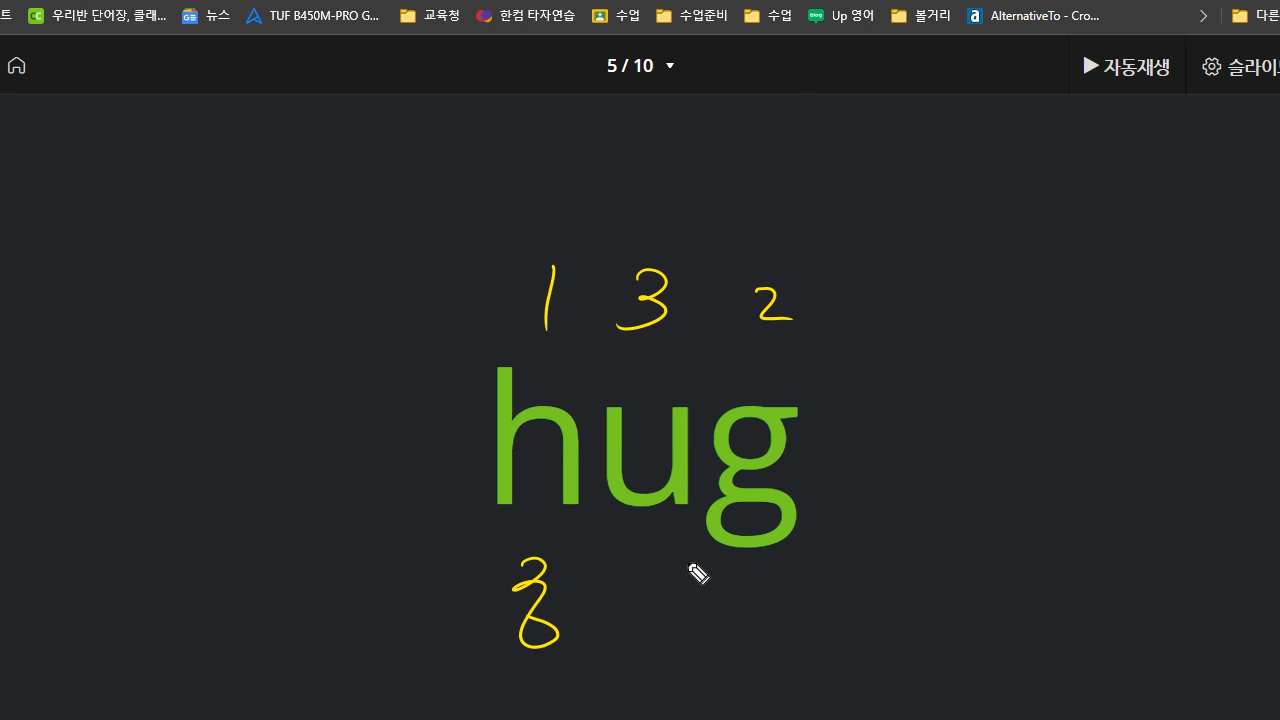 트 우리반 단어장, 클래... 뉴스 TUF B450M-PRO G... 교육청 한컴 타자연습 수업 수업준비 수업 Up 영어 볼거리 AlternativeTo - Cro... 다른
5 / 10 자동재생 슬라이드
1 3 2
hug